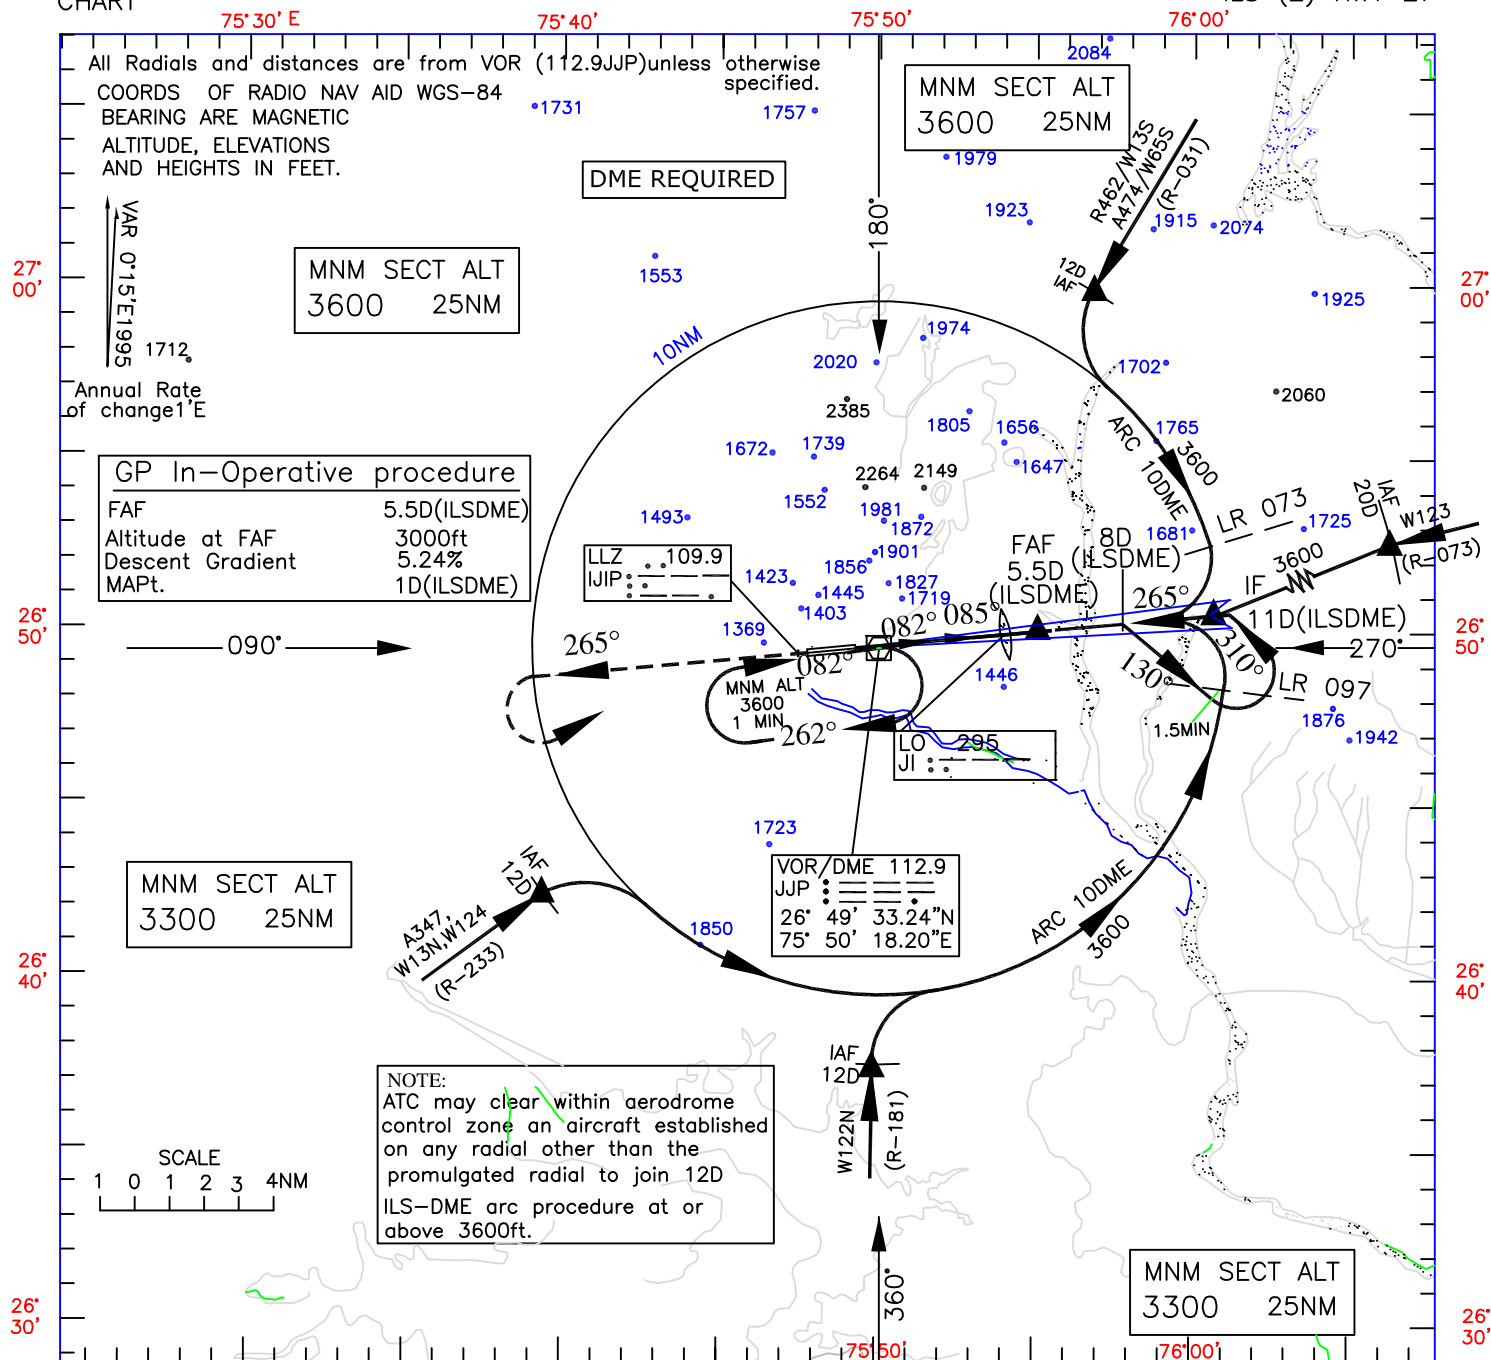 CHART
75° 30' E
75° 40'
75° 50'
76° 00'
All Radials and distances are from VOR (112.9JJP)unless otherwise
specified.
COORDS OF RADIO NAV AID WGS-84
BEARING ARE MAGNETIC
ALTITUDE, ELEVATIONS
AND HEIGHTS IN FEET.
DME REQUIRED
MNM SECT ALT
3600 25NM
2084
1731
1757
1979
1923
1915
2074
1925
R462/W13S
A474/W65S
(R-031)
12D
IAF
180°
VAR 0°15'E1995
Annual Rate
of change1'E
1712
MNM SECT ALT
3600 25NM
1553
27°
00'
27°
00'
10NM
1974
2020
2385
1702
2060
1805
1656
1765
1672
1739
1647
2264
2149
1552
1981
1872
1493
1901
1856
1681
1725
1423
1827
1445
1719
1403
1369
ARC 10DME
3600
GP In-Operative procedure
FAF 5.5D(ILSDME)
Altitude at FAF 3000ft
Descent Gradient 5.24%
MAPt. 1D(ILSDME)
LLZ 109.9
IJIP
FAF
5.5D
(ILSDME)
8D
(ILSDME)
LR 073
IAF
20D
W123
(R-073)
3600
IF
11D(ILSDME)
26°
50'
26°
50'
090°
265°
082°
082°
085°
265°
310°
270°
130°
LR 097
1.5MIN
MNM ALT
3600
1 MIN
262°
1446
1876
1942
LO 295
JI
1723
VOR/DME 112.9
JJP
26° 49' 33.24"N
75° 50' 18.20"E
MNM SECT ALT
3300 25NM
IAF
12D
A347,
W13N,W124
(R-233)
1850
ARC 10DME
3600
26°
40'
26°
40'
IAF
12D
W122N
(R-181)
NOTE:
ATC may clear within aerodrome
control zone an aircraft established
on any radial other than the
promulgated radial to join 12D
ILS-DME arc procedure at or
above 3600ft.
SCALE
1 0 1 2 3 4NM
360°
MNM SECT ALT
3300 25NM
26°
30'
26°
30'
75°50'
76°00'